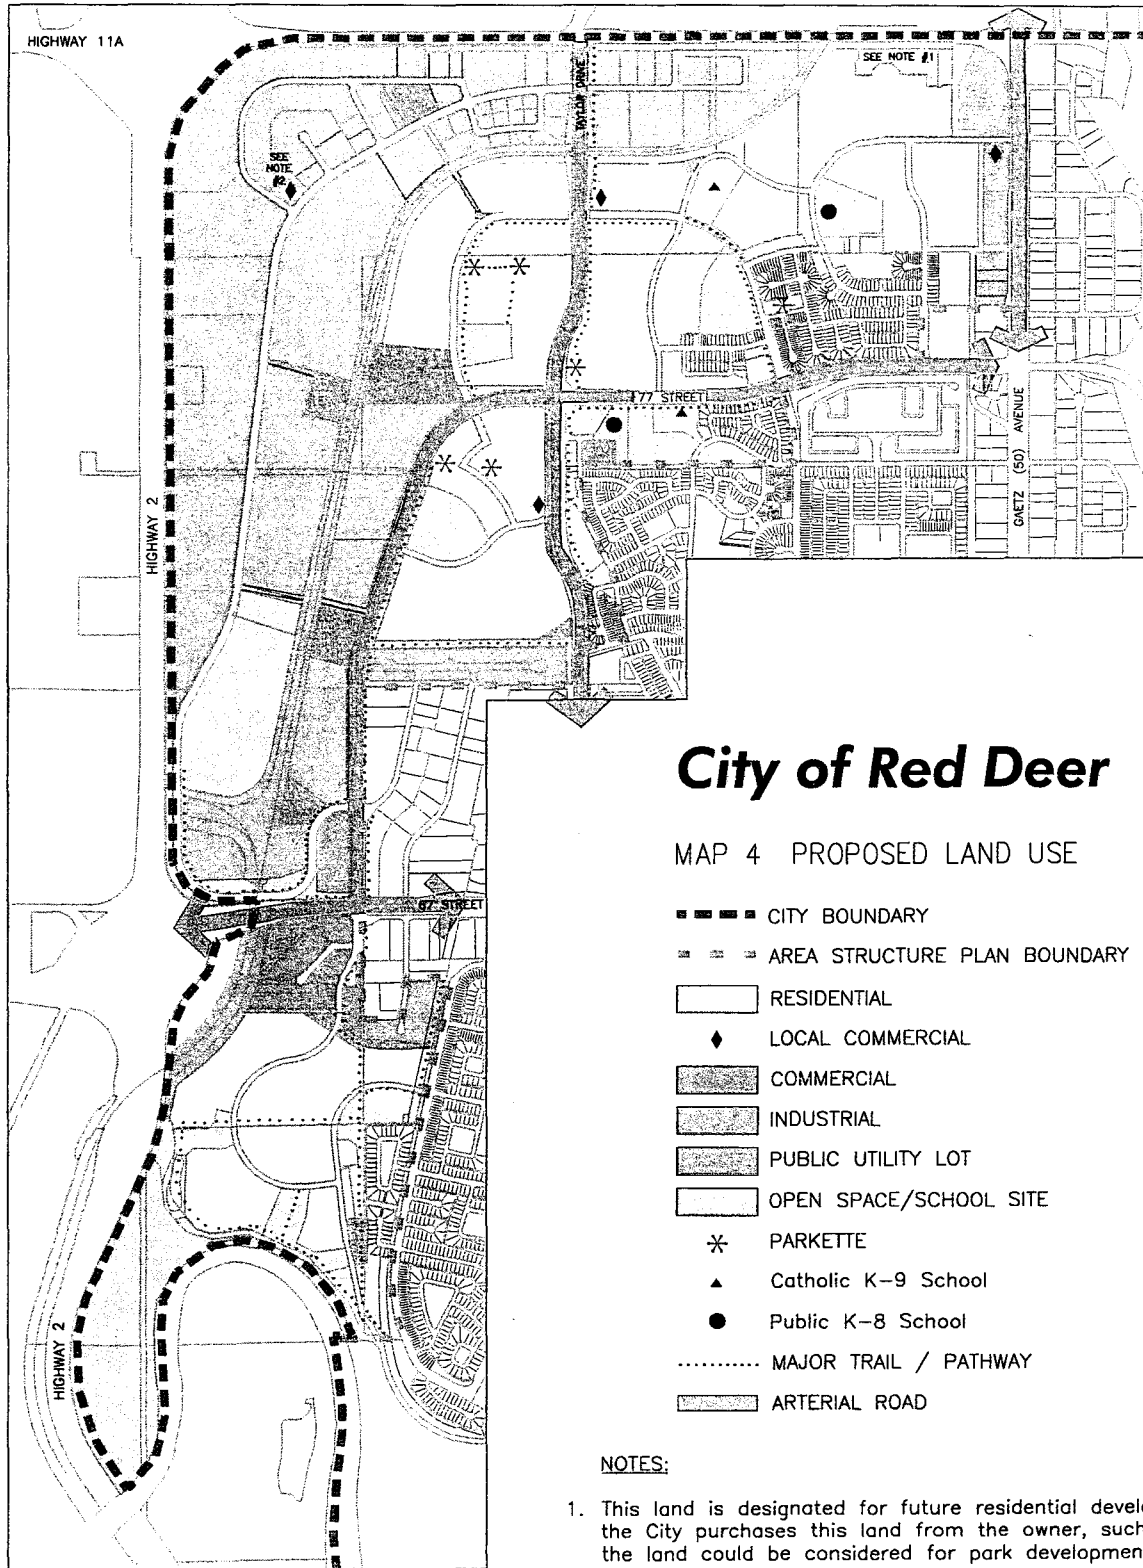 HIGHWAY 11A
SEE NOTE #1
TAYLOR DRIVE
SEE
NOTE
#2
77 STREET
GAETZ (50) AVENUE
HIGHWAY 2
67 STREET
HIGHWAY 2
City of Red Deer
MAP 4 PROPOSED LAND USE
CITY BOUNDARY
AREA STRUCTURE PLAN BOUNDARY
RESIDENTIAL
LOCAL COMMERCIAL
COMMERCIAL
INDUSTRIAL
PUBLIC UTILITY LOT
OPEN SPACE/SCHOOL SITE
PARKETTE
Catholic K-9 School
Public K-8 School
MAJOR TRAIL / PATHWAY
ARTERIAL ROAD
NOTES:
1. This land is designated for future residential devel
the City purchases this land from the owner, such
the land could be considered for park developmen